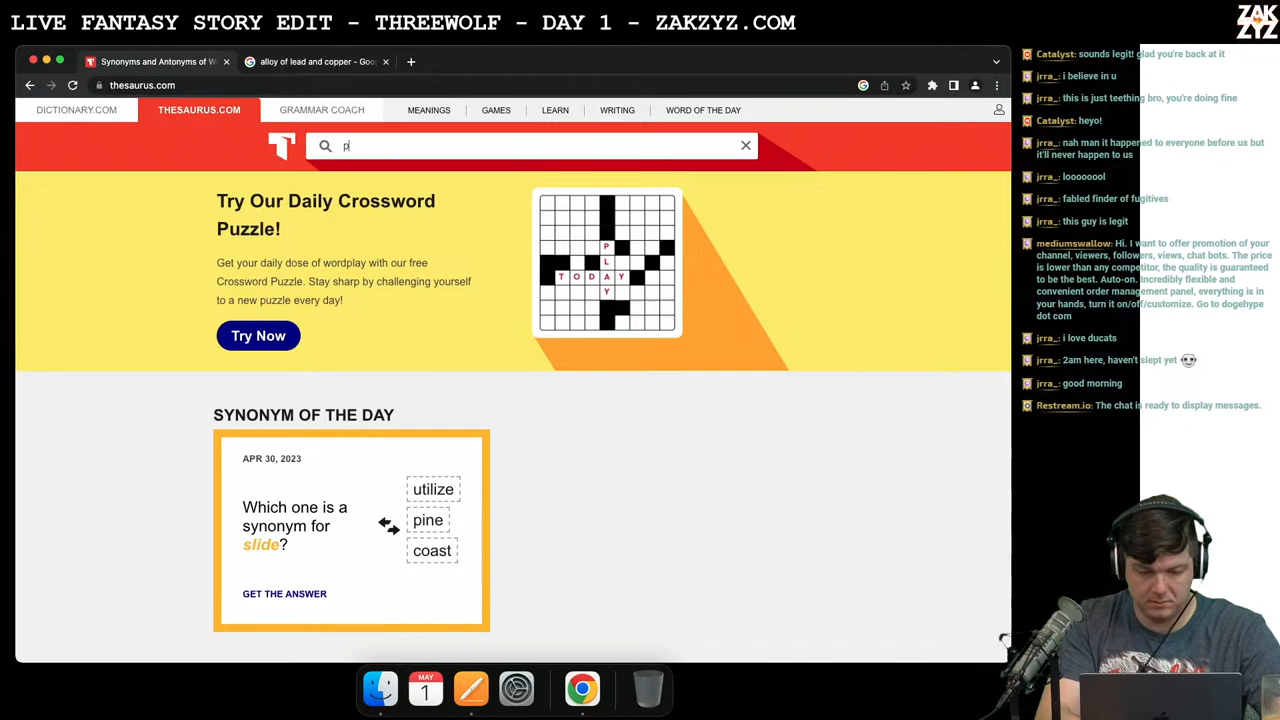 LIVE FANTASY STORY EDIT - THREEWOLF - DAY 1 - ZAKZYZ.COM
ZAK
ZYZ
Synonyms and Antonyms of W
alloy of lead and copper - Goo
thesaurus.com
DICTIONARY.COM
THESAURUS.COM
GRAMMAR COACH
MEANINGS
GAMES
LEARN
WRITING
WORD OF THE DAY
p
Try Our Daily Crossword
Puzzle!
Get your daily dose of wordplay with our free
Crossword Puzzle. Stay sharp by challenging yourself
to a new puzzle every day!
Try Now
P
L
TODAY
Y
SYNONYM OF THE DAY
APR 30, 2023
Which one is a
synonym for
slide?
utilize
pine
coast
GET THE ANSWER
MAY
1
Catalyst: sounds legit! glad you're back at it
jrra_: i believe in u
jrra_: this is just teething bro, you're doing fine
Catalyst: heyo!
jrra_: nah man it happened to everyone before us but
it'll never happen to us
jrra_: looooool
jrra_: fabled finder of fugitives
jrra_: this guy is legit
mediumswallow: Hi. I want to offer promotion of your
channel, viewers, followers, views, chat bots. The price
is lower than any competitor, the quality is guaranteed
to be the best. Auto-on. Incredibly flexible and
convenient order management panel, everything is in
your hands, turn it on/off/customize. Go to dogehype
dot com
jrra_: i love ducats
jrra_: 2am here, haven't slept yet
jrra_: good morning
Restream.io: The chat is ready to display messages.